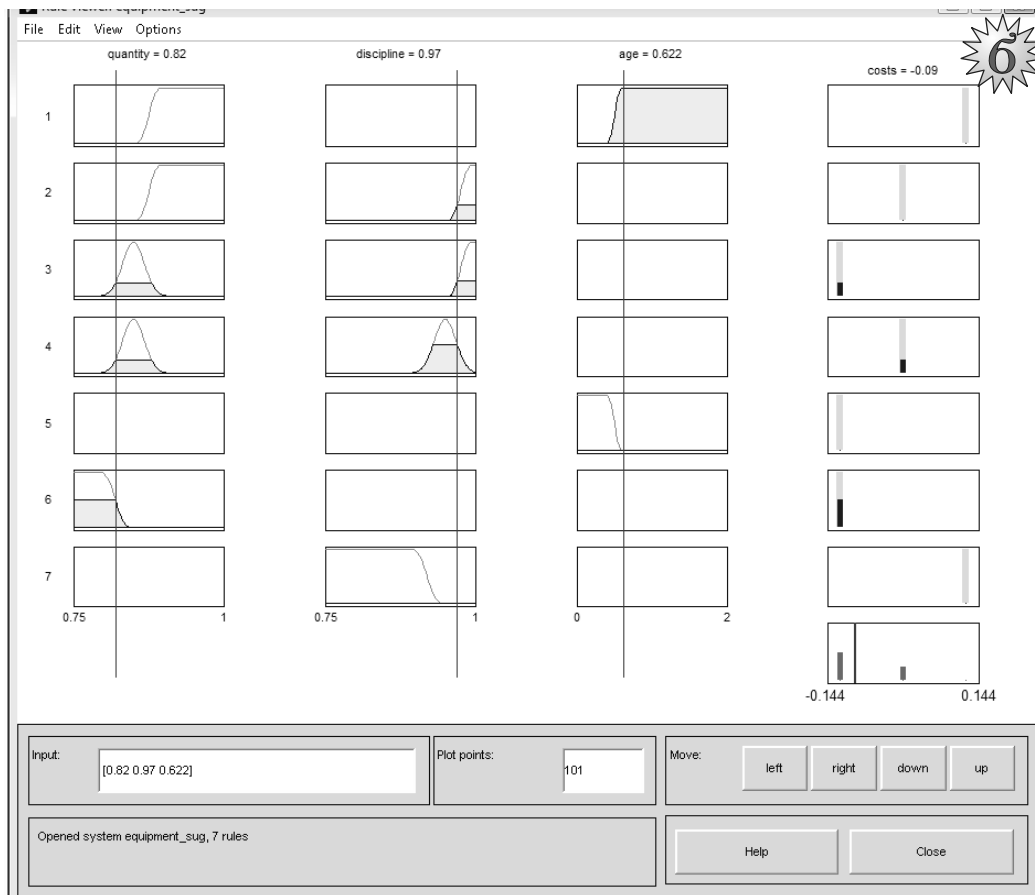 Rule Viewer: equipment_sug
File Edit View Options
quantity = 0.82 discipline = 0.97 age = 0.622 costs = -0.09
6
1
2
3
4
5
6
7
0.75 1 0.75 1 0 2
-0.144 0.144
Input: [0.82 0.97 0.622] Plot points: 101 Move: left right down up
Opened system equipment_sug, 7 rules
Help Close